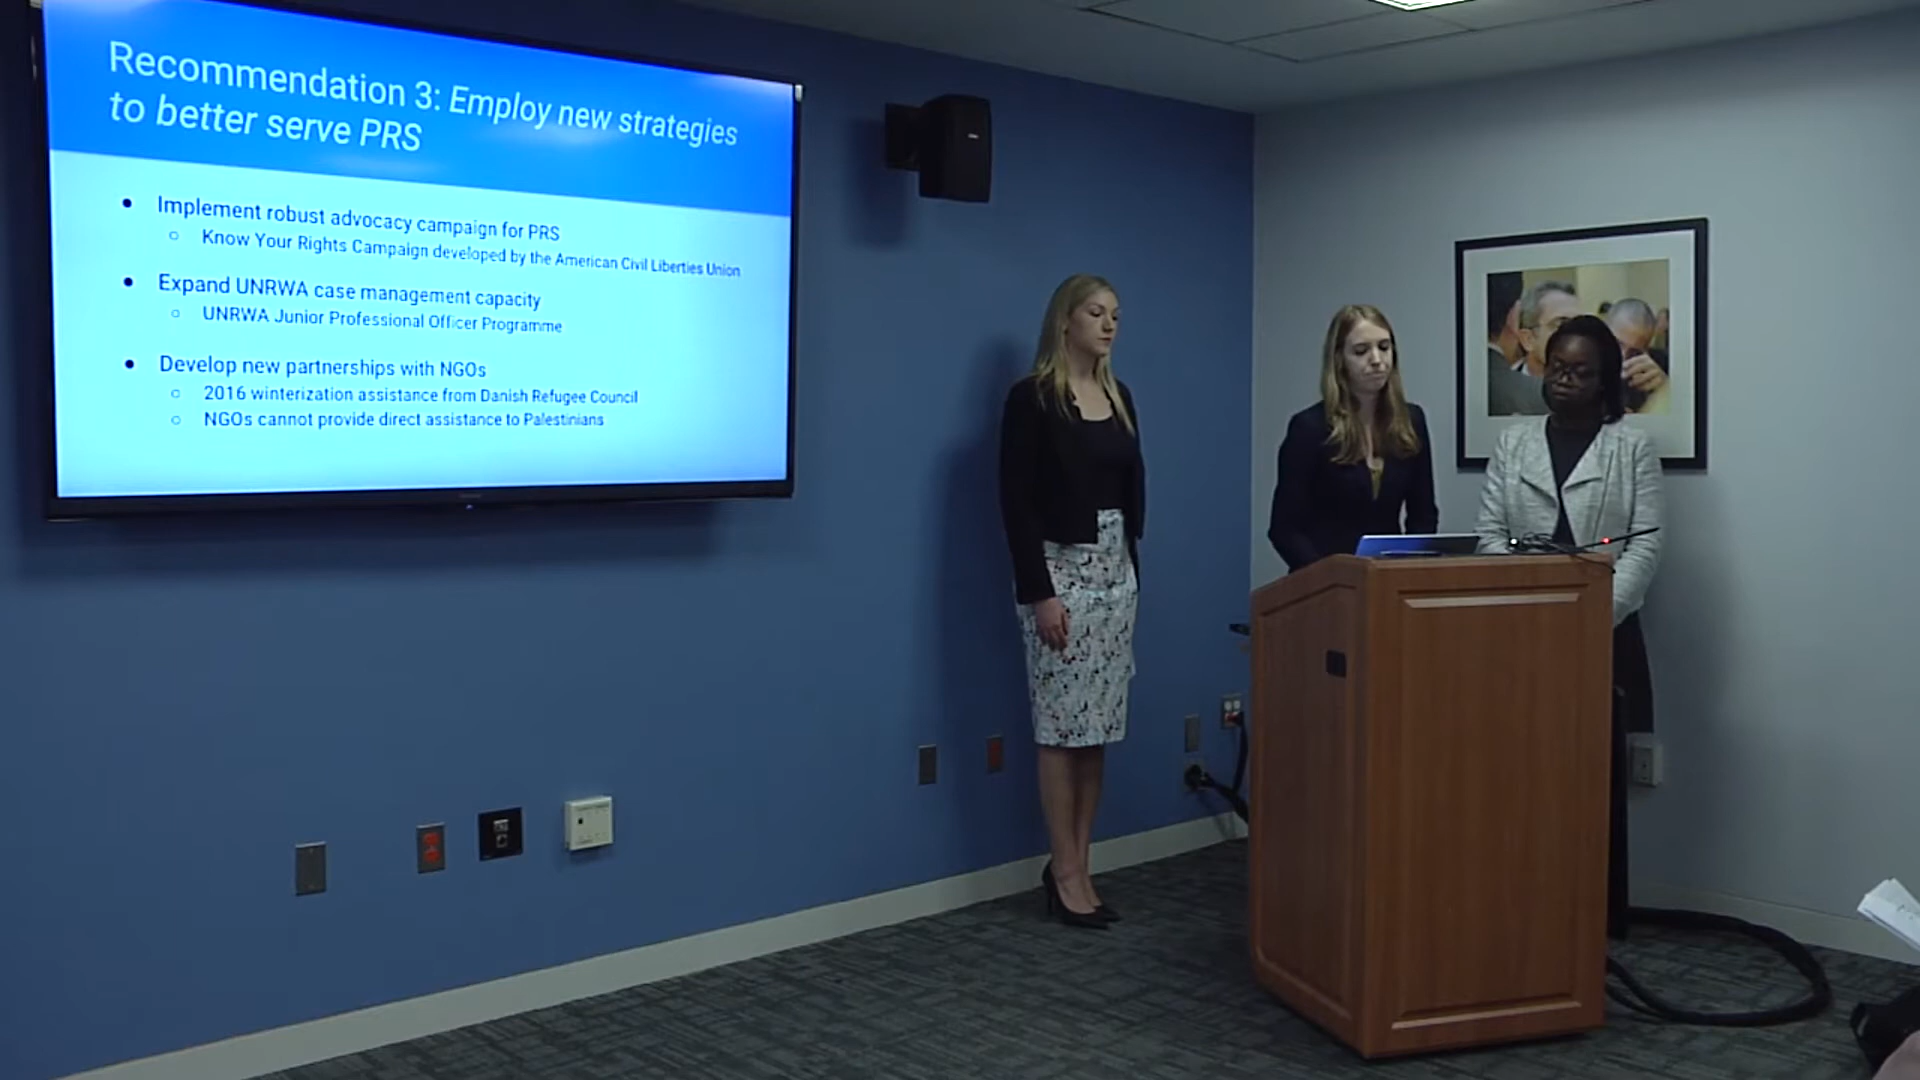 Recommendation 3: Employ new strategies
to better serve PRS
● Implement robust advocacy campaign for PRS
○ Know Your Rights Campaign developed by the American Civil Liberties Union
● Expand UNRWA case management capacity
○ UNRWA Junior Professional Officer Programme
● Develop new partnerships with NGOs
○ 2016 winterization assistance from Danish Refugee Council
○ NGOs cannot provide direct assistance to Palestinians